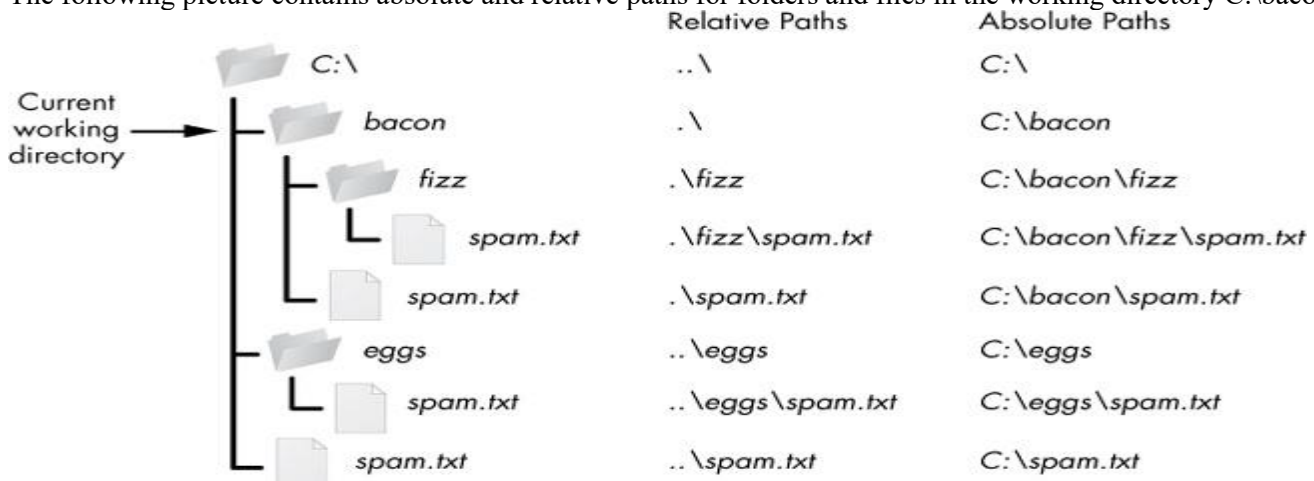 The following picture contains absolute and relative paths for folders and files in the working directory C:\baco
Relative Paths Absolute Paths
C:\ ..\ C:\
Current working directory
bacon .\ C:\bacon
fizz .\fizz C:\bacon\fizz
spam.txt .\fizz\spam.txt C:\bacon\fizz\spam.txt
spam.txt .\spam.txt C:\bacon\spam.txt
eggs ..\eggs C:\eggs
spam.txt ..\eggs\spam.txt C:\eggs\spam.txt
spam.txt ..\spam.txt C:\spam.txt